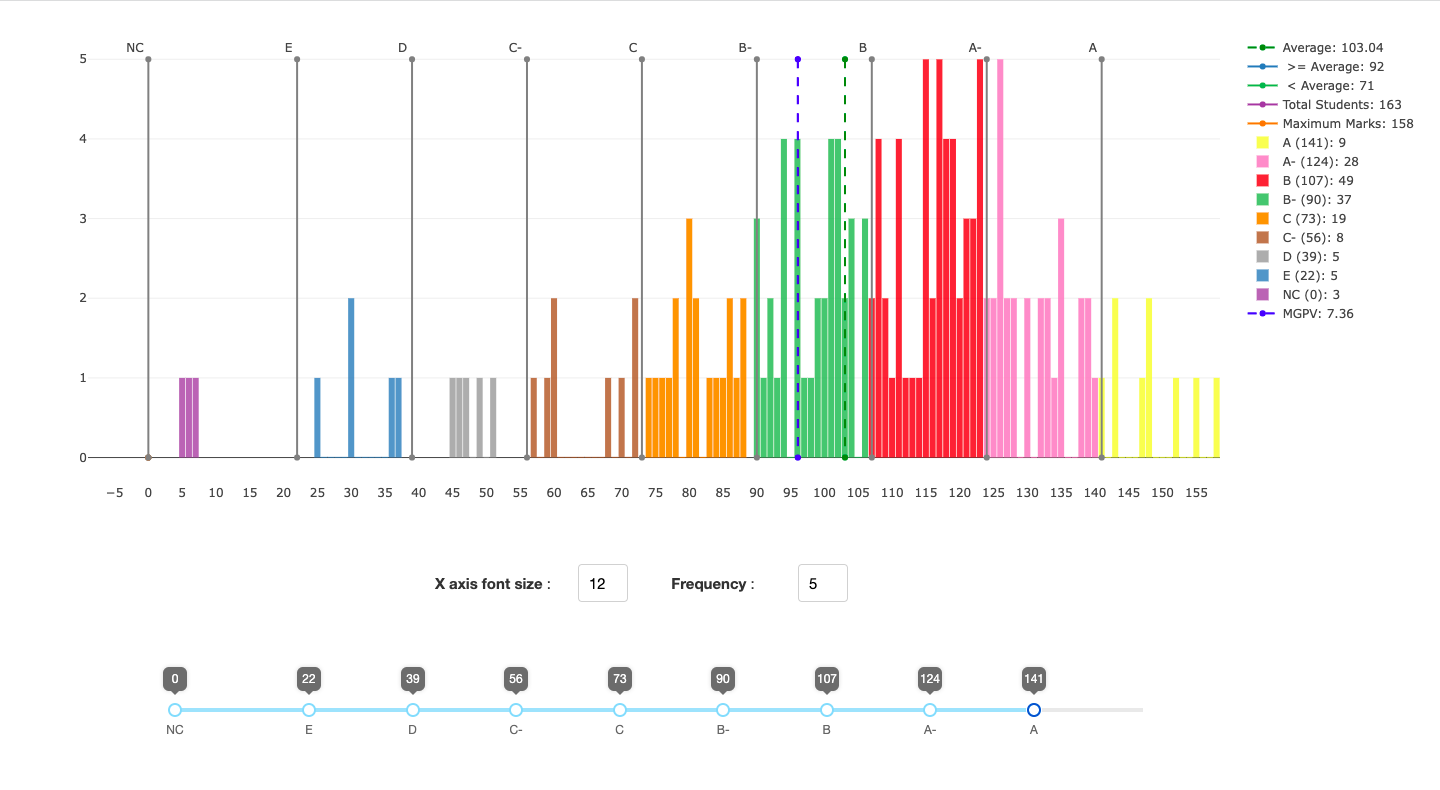 NC E D C- C B- B A- A
5
4
3
2
1
0
−5 0 5 10 15 20 25 30 35 40 45 50 55 60 65 70 75 80 85 90 95 100 105 110 115 120 125 130 135 140 145 150 155
Average: 103.04
>= Average: 92
< Average: 71
Total Students: 163
Maximum Marks: 158
A (141): 9
A- (124): 28
B (107): 49
B- (90): 37
C (73): 19
C- (56): 8
D (39): 5
E (22): 5
NC (0): 3
MGPV: 7.36
X axis font size : 12 Frequency : 5
0 22 39 56 73 90 107 124 141
NC E D C- C B- B A- A